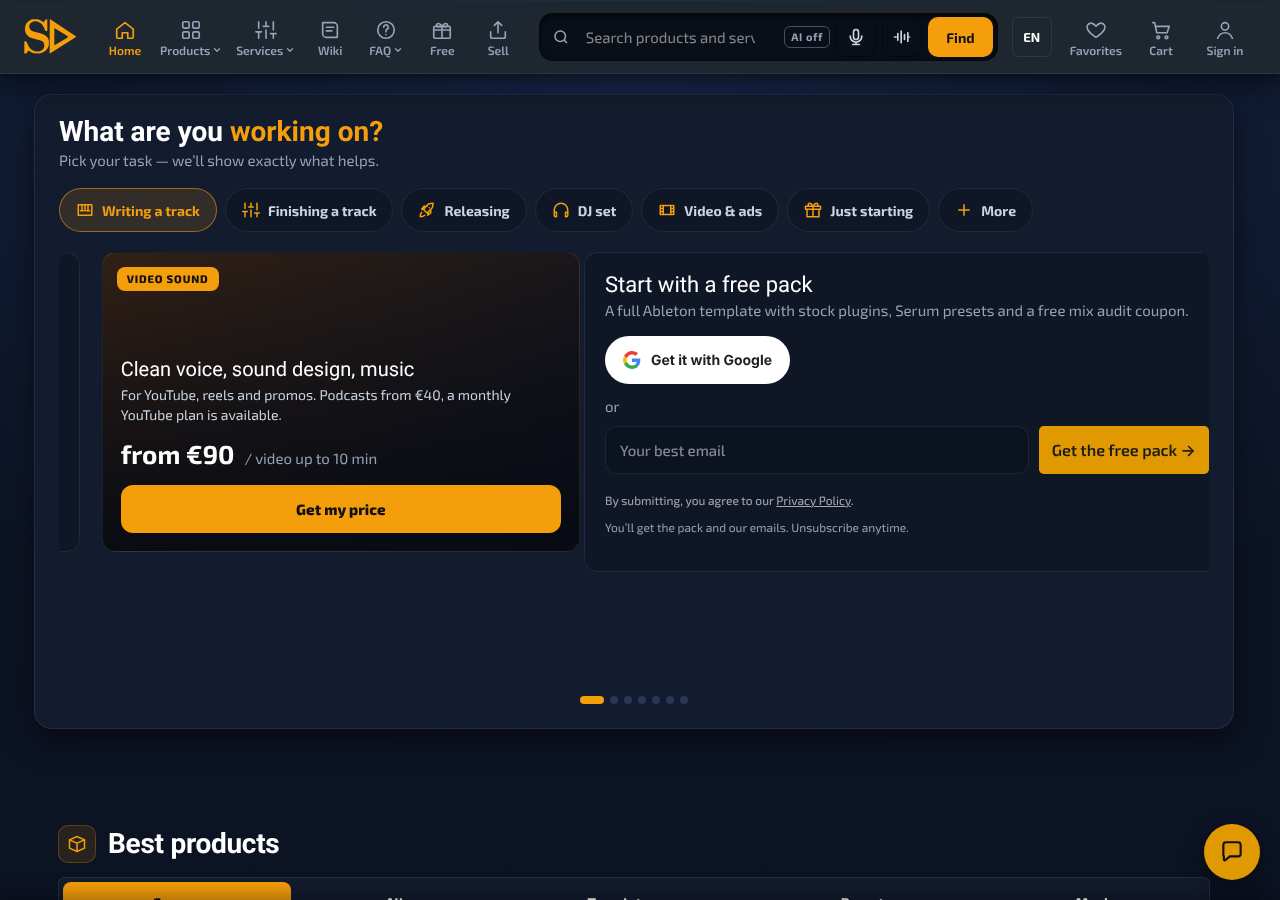 SD
Home
Products
Services
Wiki
FAQ
Free
Sell
Search products and serv
AI off
Find
EN
Favorites
Cart
Sign in
What are you working on?
Pick your task — we'll show exactly what helps.
Writing a track
Finishing a track
Releasing
DJ set
Video & ads
Just starting
More
VIDEO SOUND
Clean voice, sound design, music
For YouTube, reels and promos. Podcasts from €40, a monthly
YouTube plan is available.
from €90 / video up to 10 min
Get my price
Start with a free pack
A full Ableton template with stock plugins, Serum presets and a free mix audit coupon.
Get it with Google
or
Your best email
Get the free pack →
By submitting, you agree to our Privacy Policy.
You'll get the pack and our emails. Unsubscribe anytime.
Best products